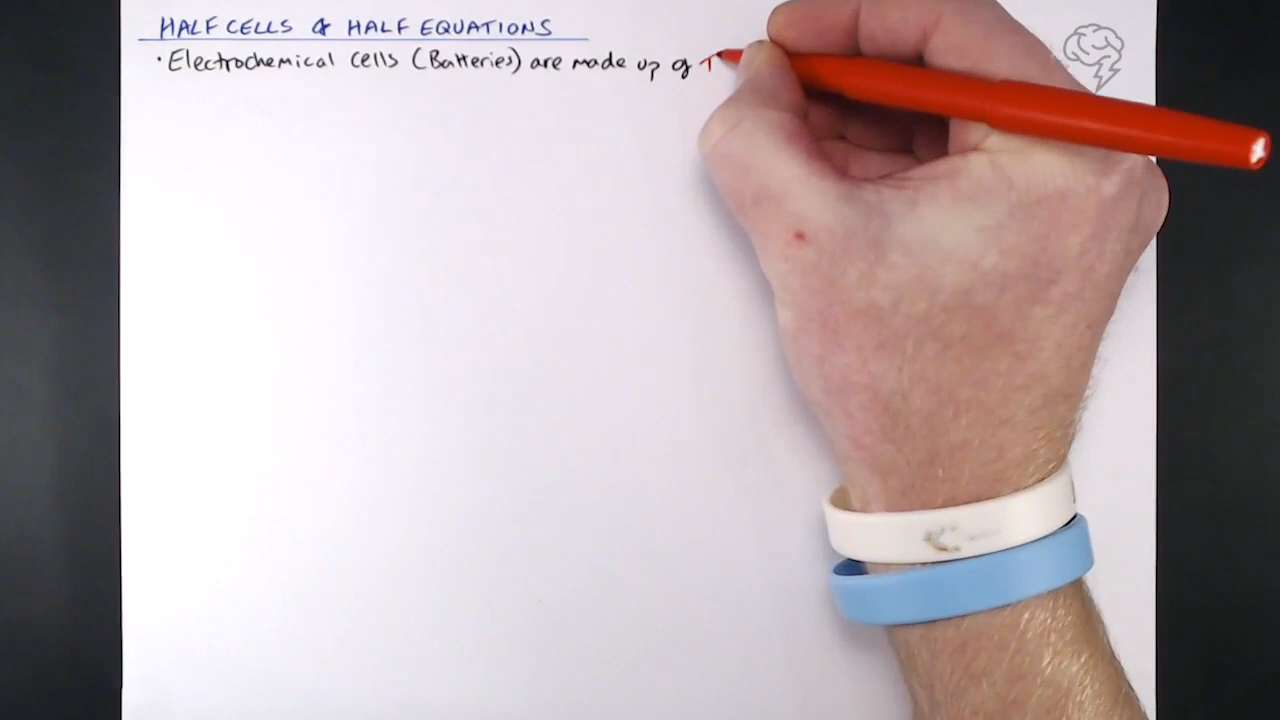 HALF CELLS & HALF EQUATIONS
· Electrochemical cells (Batteries) are made up of T